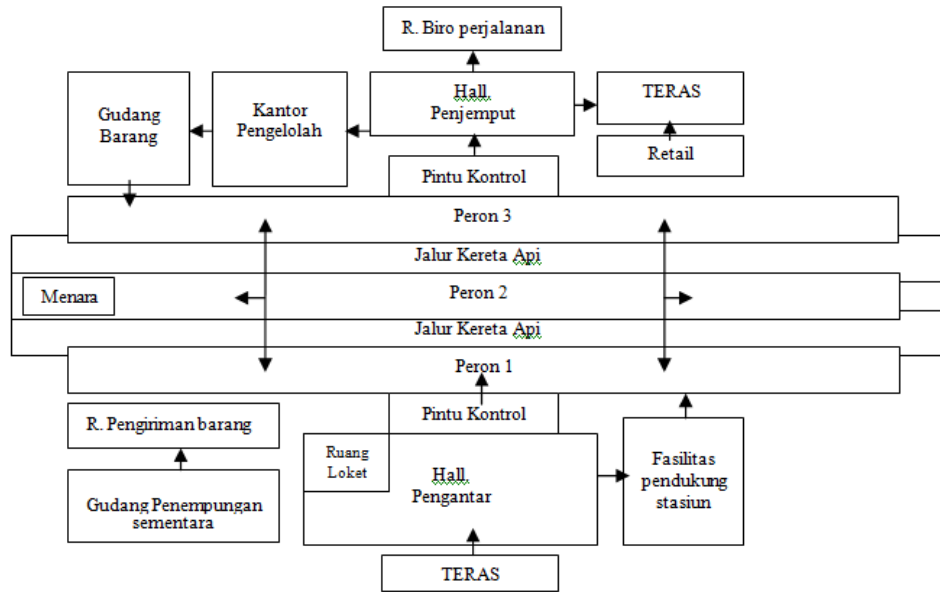 R. Biro perjalanan
Gudang
Barang
Kantor
Pengelolah
Hall.
Penjemput
TERAS
Retail
Pintu Kontrol
Peron 3
Jalur Kereta Api
Menara
Peron 2
Jalur Kereta Api
Peron 1
R. Pengiriman barang
Pintu Kontrol
Ruang
Loket
Hall.
Pengantar
Fasilitas
pendukung
stasiun
Gudang Penempungan
sementara
TERAS